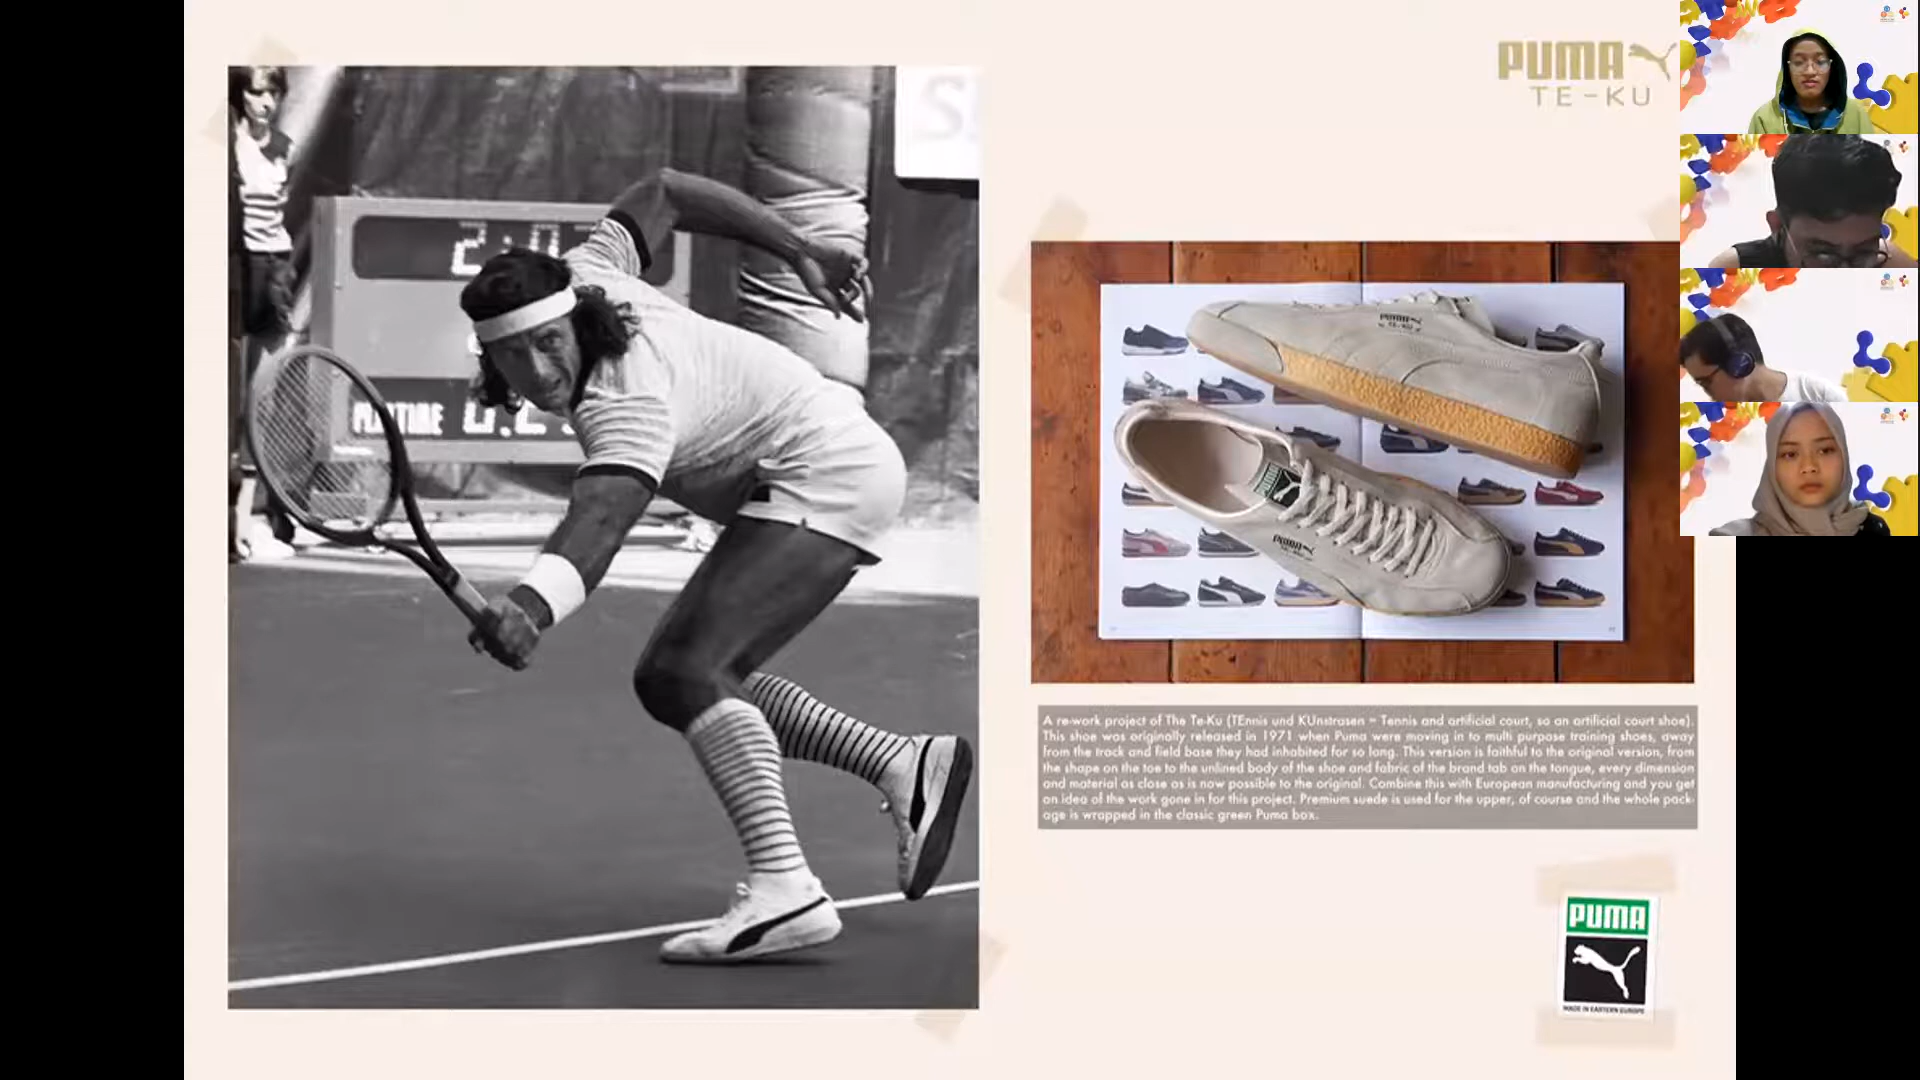 PUMA
TE-KU
PUMA
PUMA
A re-work project of The Te-Ku (TEnnis und KUnstrasen = Tennis and artificial court, so an artificial court shoe).
This shoe was originally released in 1971 when Puma were moving in to multi purpose training shoes, away
from the track and field base they had inhabited for so long. This version is faithful to the original version, from
the shape on the toe to the unlined body of the shoe and fabric of the brand tab on the tongue, every dimension
and material as close as is now possible to the original. Combine this with European manufacturing and you get
an idea of the work gone in for this project. Premium suede is used for the upper, of course and the whole pack-
age is wrapped in the classic green Puma box.
PUMA
MADE IN EASTERN EUROPE